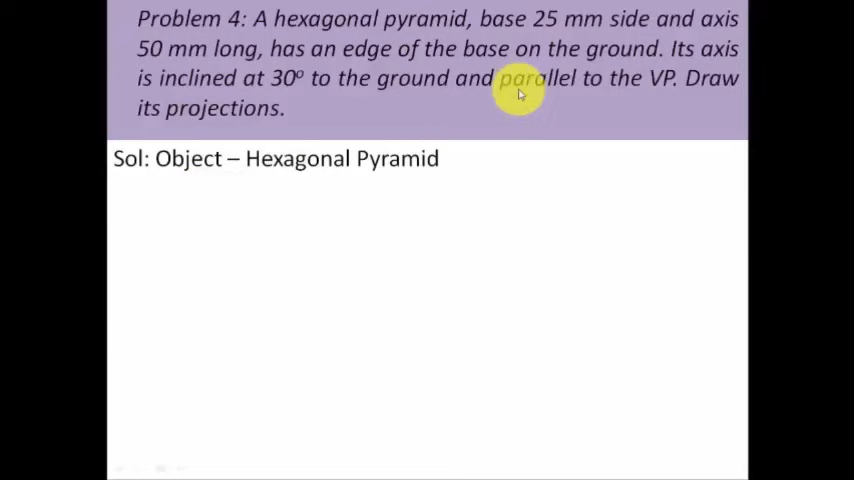 Problem 4: A hexagonal pyramid, base 25 mm side and axis
50 mm long, has an edge of the base on the ground. Its axis
is inclined at 30° to the ground and parallel to the VP. Draw
its projections.
Sol: Object – Hexagonal Pyramid